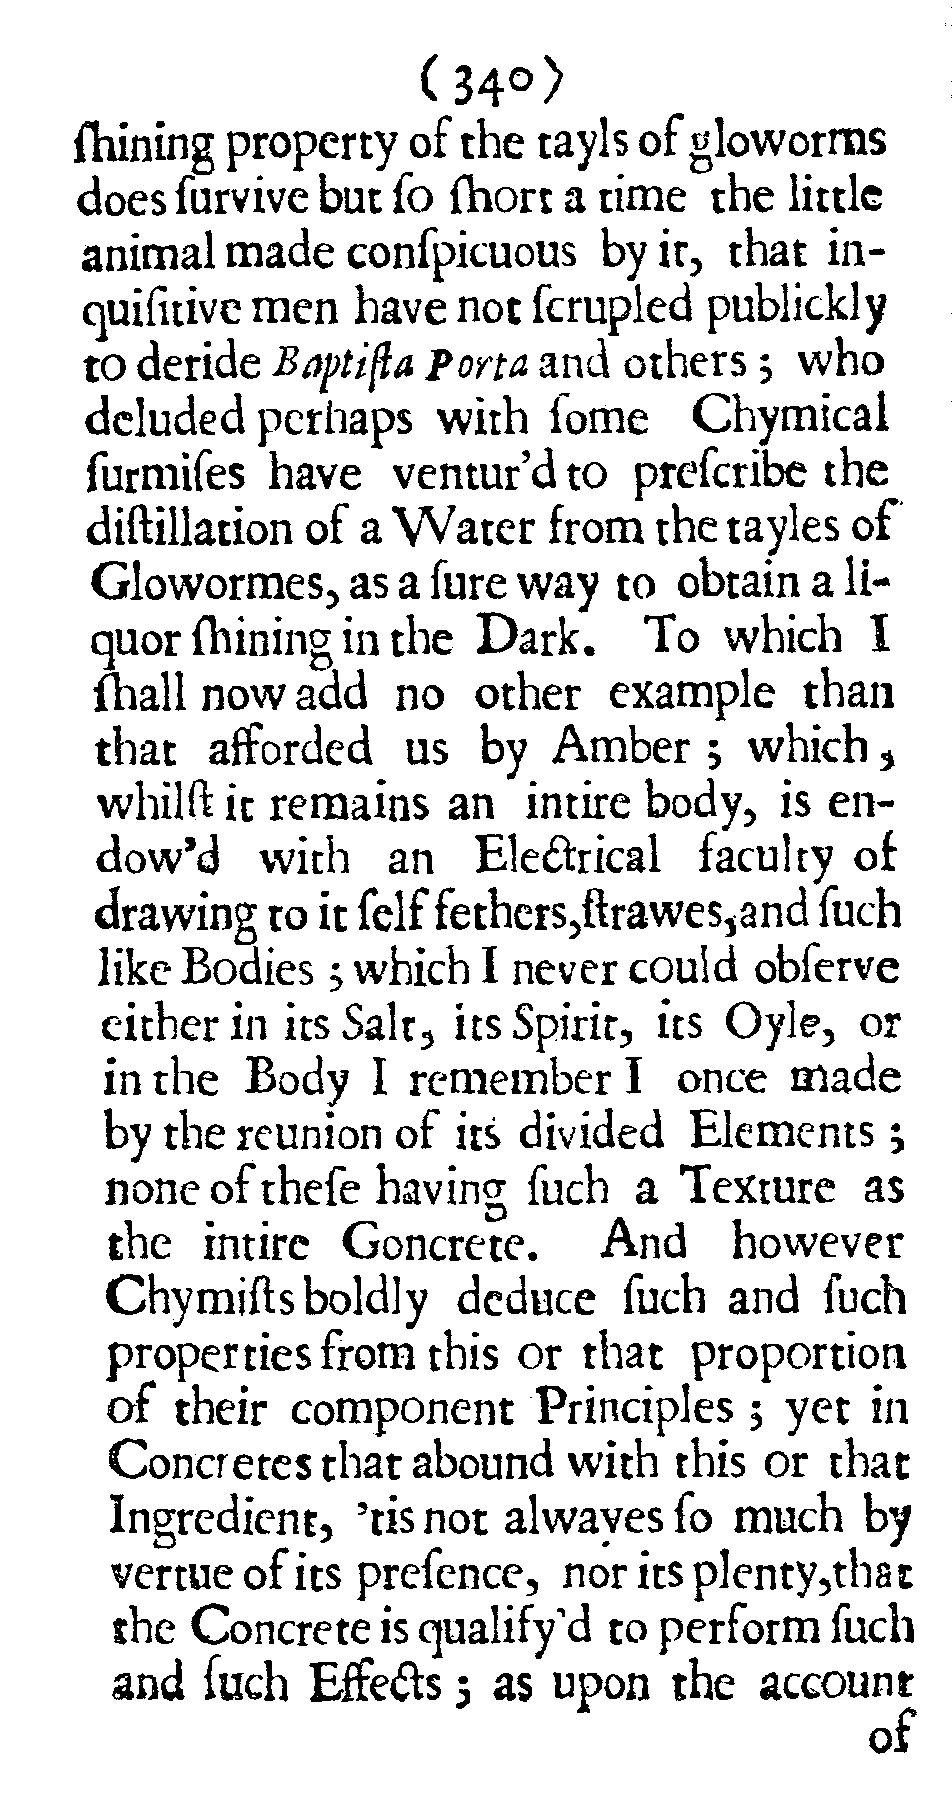 (340)
ſhining property of the tayls of gloworms
does ſurvive but ſo ſhort a time the little
animal made conſpicuous by it, that in-
quiſitive men have not ſcrupled publickly
to deride Baptiſta Porta and others; who
deluded perhaps with ſome Chymical
ſurmiſes have ventur'd to preſcribe the
diſtillation of a Water from the tayles of
Glowormes, as a ſure way to obtain a li-
quor ſhining in the Dark. To which I
ſhall now add no other example than
that afforded us by Amber; which,
whilſt it remains an intire body, is en-
dow'd with an Electrical faculty of
drawing to it ſelf fethers,ſtrawes,and ſuch
like Bodies; which I never could obſerve
either in its Salt, its Spirit, its Oyle, or
in the Body I remember I once made
by the reunion of its divided Elements;
none of theſe having ſuch a Texture as
the intire Goncrete. And however
Chymiſts boldly deduce ſuch and ſuch
properties from this or that proportion
of their component Principles; yet in
Concretes that abound with this or that
Ingredient, 'tis not alwayes ſo much by
vertue of its preſence, nor its plenty,that
the Concrete is qualify'd to perform ſuch
and ſuch Effects; as upon the account
of